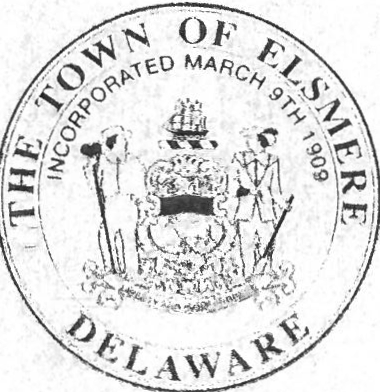 THE TOWN OF ELSMERE
INCORPORATED MARCH 9TH 1909
DELAWARE